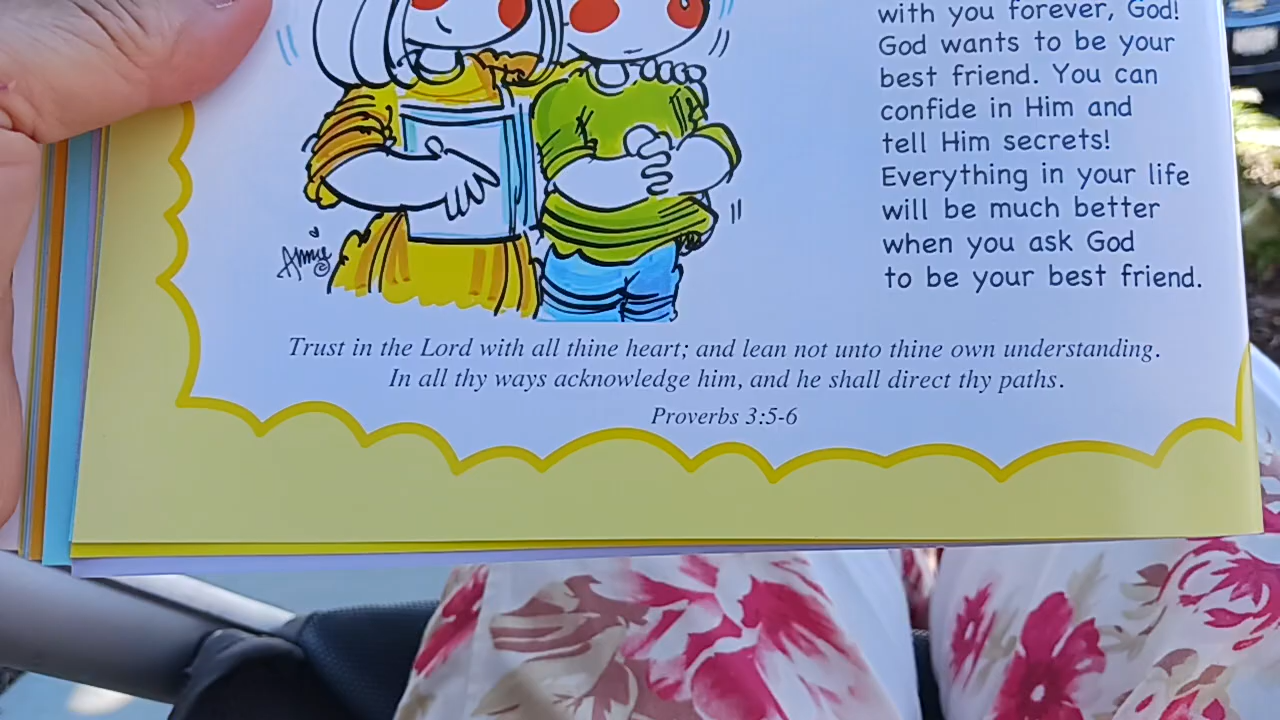 with you forever, God!
God wants to be your
best friend. You can
confide in Him and
tell Him secrets!
Everything in your life
will be much better
when you ask God
to be your best friend.
Annie ©
Trust in the Lord with all thine heart; and lean not unto thine own understanding.
In all thy ways acknowledge him, and he shall direct thy paths.
Proverbs 3:5-6